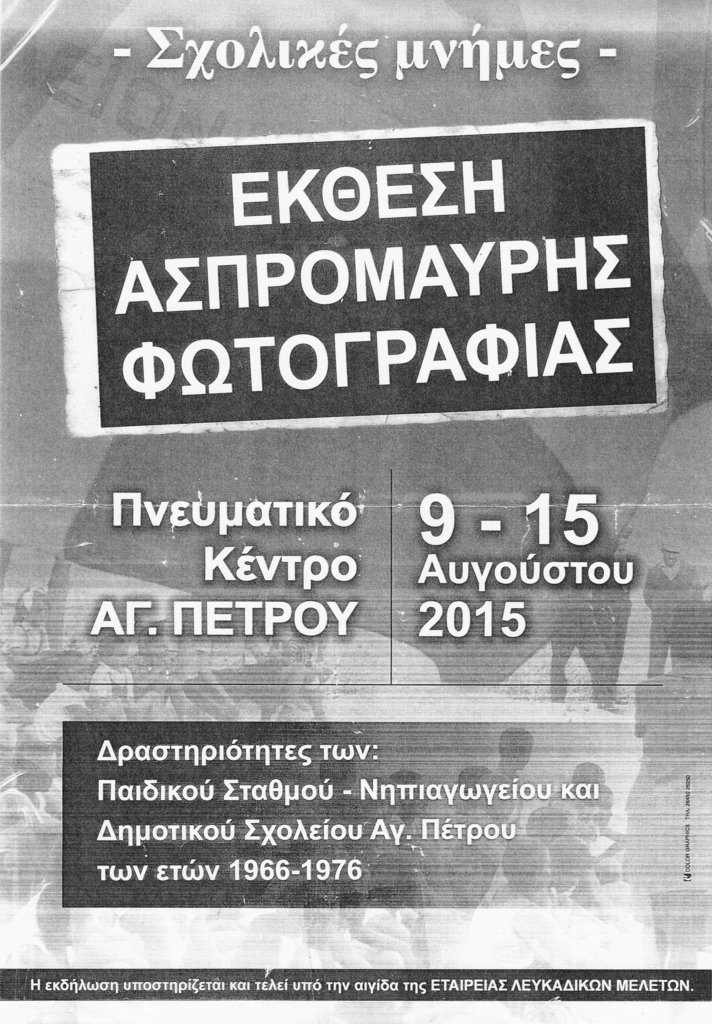 - Σχολικές μνήμες -
ΕΚΘΕΣΗ
ΑΣΠΡΟΜΑΥΡΗΣ
ΦΩΤΟΓΡΑΦΙΑΣ
Πνευματικό
Κέντρο
ΑΓ. ΠΕΤΡΟΥ
9 - 15
Αυγούστου
2015
Δραστηριότητες των:
Παιδικού Σταθμού - Νηπιαγωγείου και
Δημοτικού Σχολείου Αγ. Πέτρου
των ετών 1966-1976
COLOR GRAPHICS
Η εκδήλωση υποστηρίζεται και τελεί υπό την αιγίδα της ΕΤΑΙΡΕΙΑΣ ΛΕΥΚΑΔΙΚΩΝ ΜΕΛΕΤΩΝ.